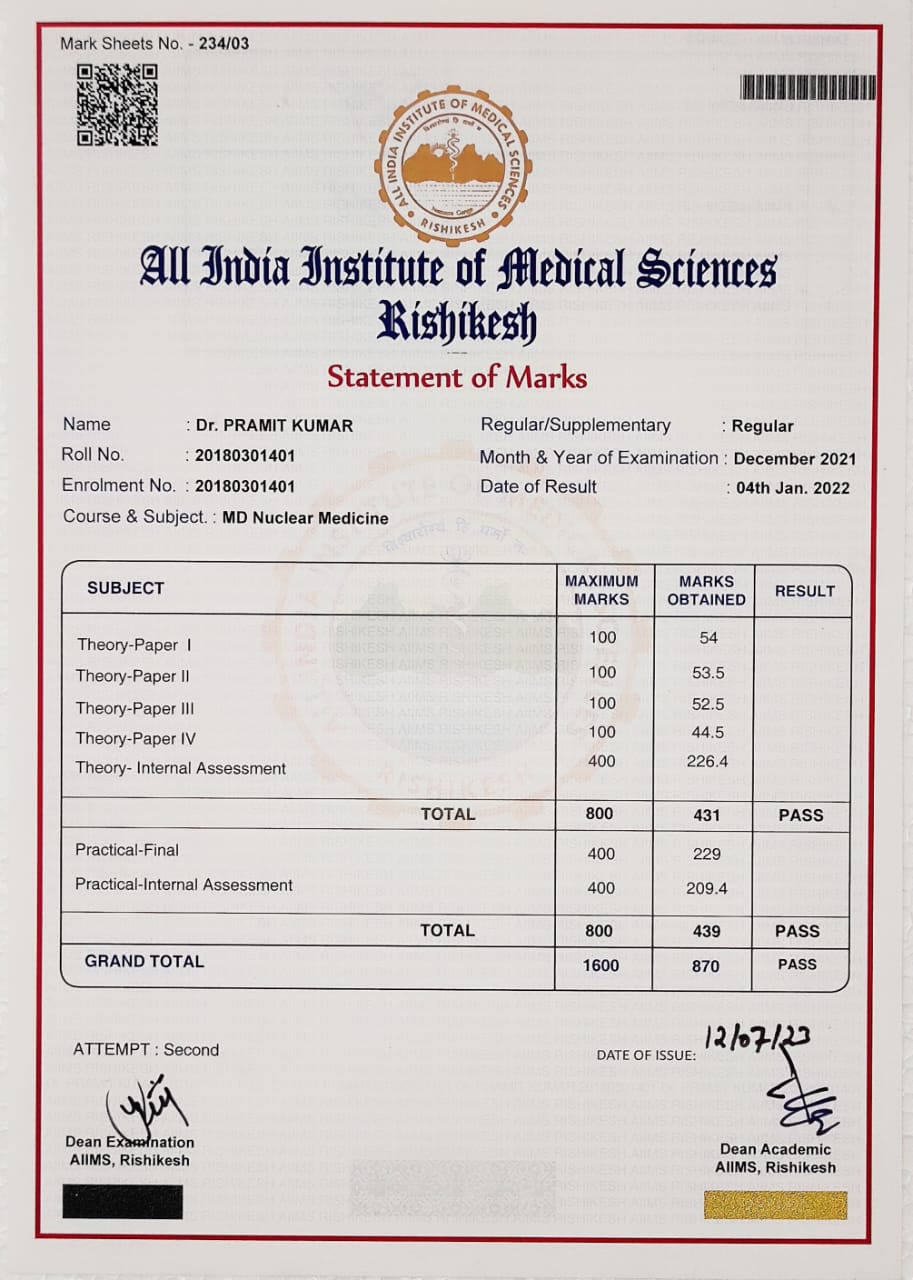 Mark Sheets No. - 234/03
ALL INDIA INSTITUTE OF MEDICAL SCIENCES
RISHIKESH
All India Institute of Medical Sciences
Rishikesh
Statement of Marks
Name : Dr. PRAMIT KUMAR
Regular/Supplementary : Regular
Roll No. : 20180301401
Month & Year of Examination : December 2021
Enrolment No. : 20180301401
Date of Result : 04th Jan. 2022
Course & Subject. : MD Nuclear Medicine
SUBJECT MAXIMUM MARKS MARKS OBTAINED RESULT
Theory-Paper I 100 54
Theory-Paper II 100 53.5
Theory-Paper III 100 52.5
Theory-Paper IV 100 44.5
Theory- Internal Assessment 400 226.4
TOTAL 800 431 PASS
Practical-Final 400 229
Practical-Internal Assessment 400 209.4
TOTAL 800 439 PASS
GRAND TOTAL 1600 870 PASS
ATTEMPT : Second
DATE OF ISSUE: 12/07/23
Dean Examination
AIIMS, Rishikesh
Dean Academic
AIIMS, Rishikesh